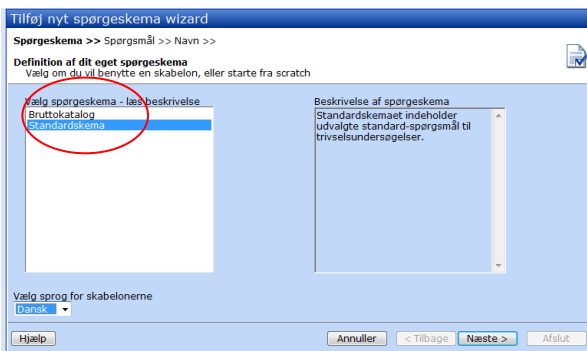 Tilføj nyt spørgeskema wizard
Spørgeskema >> Spørgsmål >> Navn >>
Definition af dit eget spørgeskema
Vælg om du vil benytte en skabelon, eller starte fra scratch
Vælg spørgeskema - læs beskrivelse
Bruttokatalog
Standardskema
Beskrivelse af spørgeskema
Standardskemaet indeholder
udvalgte standard-spørgsmål til
trivselsundersøgelser.
Vælg sprog for skabelonerne
Dansk
Hjælp
Annuller
< Tilbage
Næste >
Afslut